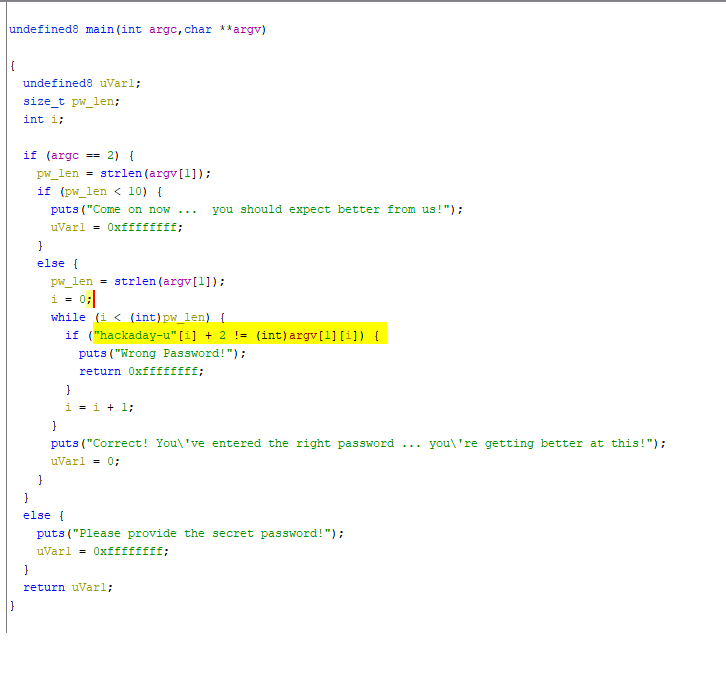 undefined8 main(int argc,char **argv)
{
undefined8 uVar1;
size_t pw_len;
int i;
if (argc == 2) {
pw_len = strlen(argv[1]);
if (pw_len < 10) {
puts("Come on now ...  you should expect better from us!");
uVar1 = 0xffffffff;
}
else {
pw_len = strlen(argv[1]);
i = 0;
while (i < (int)pw_len) {
if ("hackaday-u"[i] + 2 != (int)argv[1][i]) {
puts("Wrong Password!");
return 0xffffffff;
}
i = i + 1;
}
puts("Correct! You\'ve entered the right password ... you\'re getting better at this!");
uVar1 = 0;
}
}
else {
puts("Please provide the secret password!");
uVar1 = 0xffffffff;
}
return uVar1;
}